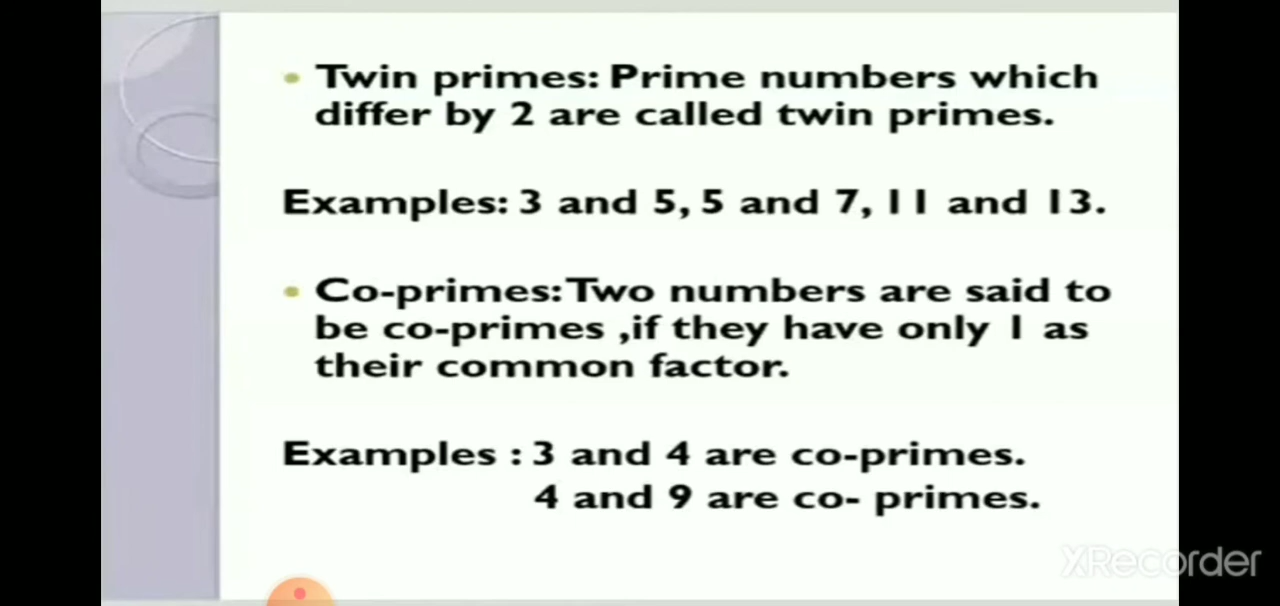 • Twin primes: Prime numbers which
differ by 2 are called twin primes.
Examples: 3 and 5, 5 and 7, 11 and 13.
• Co-primes: Two numbers are said to
be co-primes ,if they have only 1 as
their common factor.
Examples : 3 and 4 are co-primes.
4 and 9 are co- primes.
XRecorder